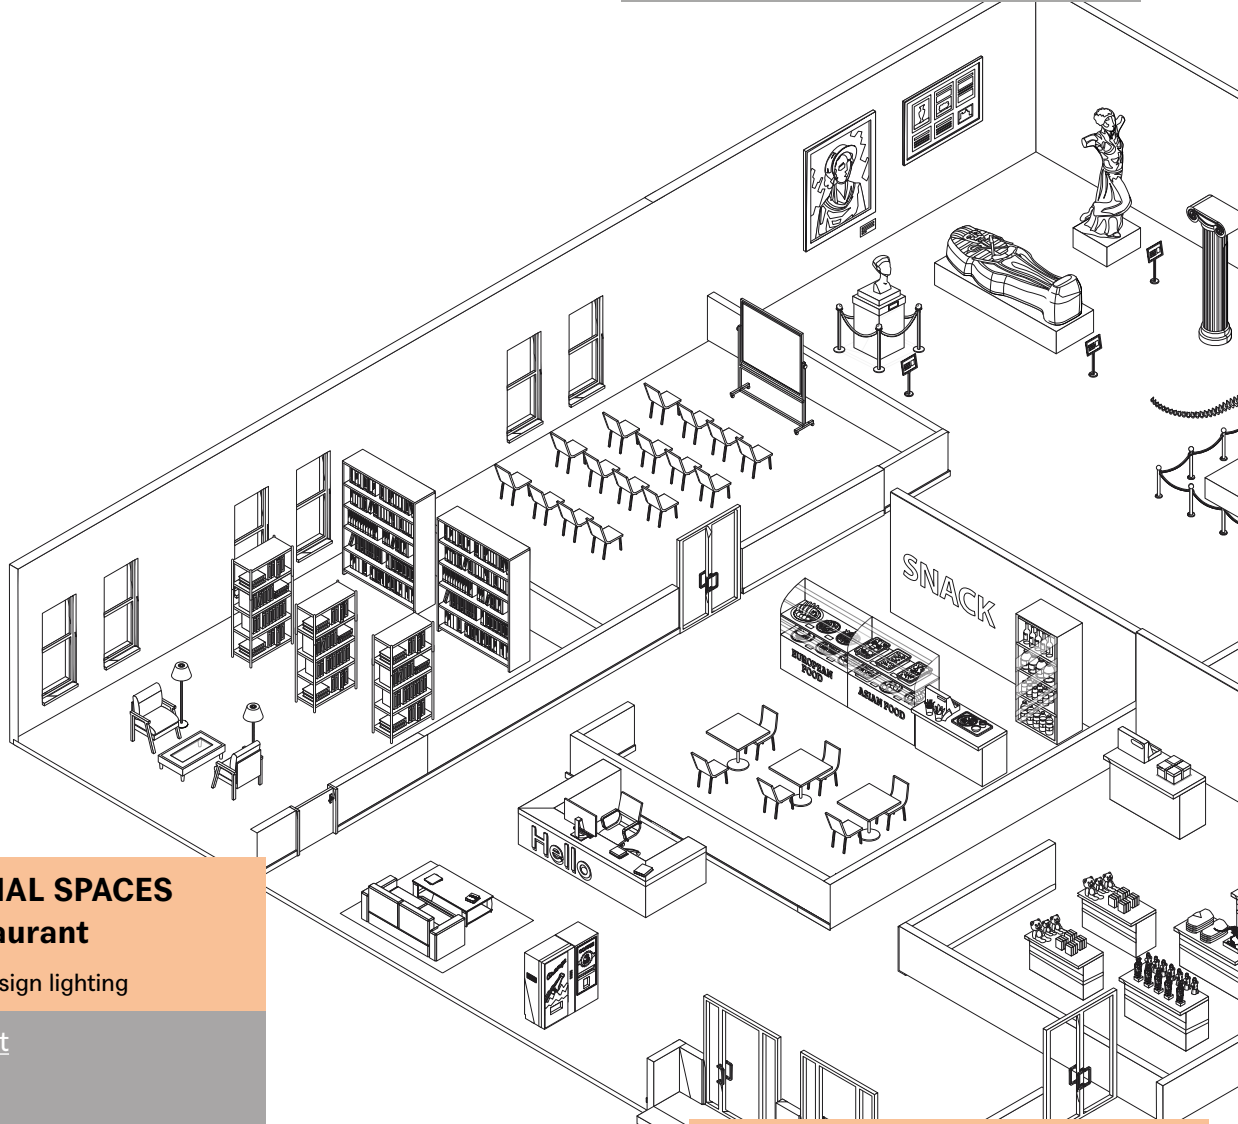 SNACK
EUROPEAN
FOOD
ASIAN FOOD
Hello
IAL SPACES
aurant
sign lighting
t